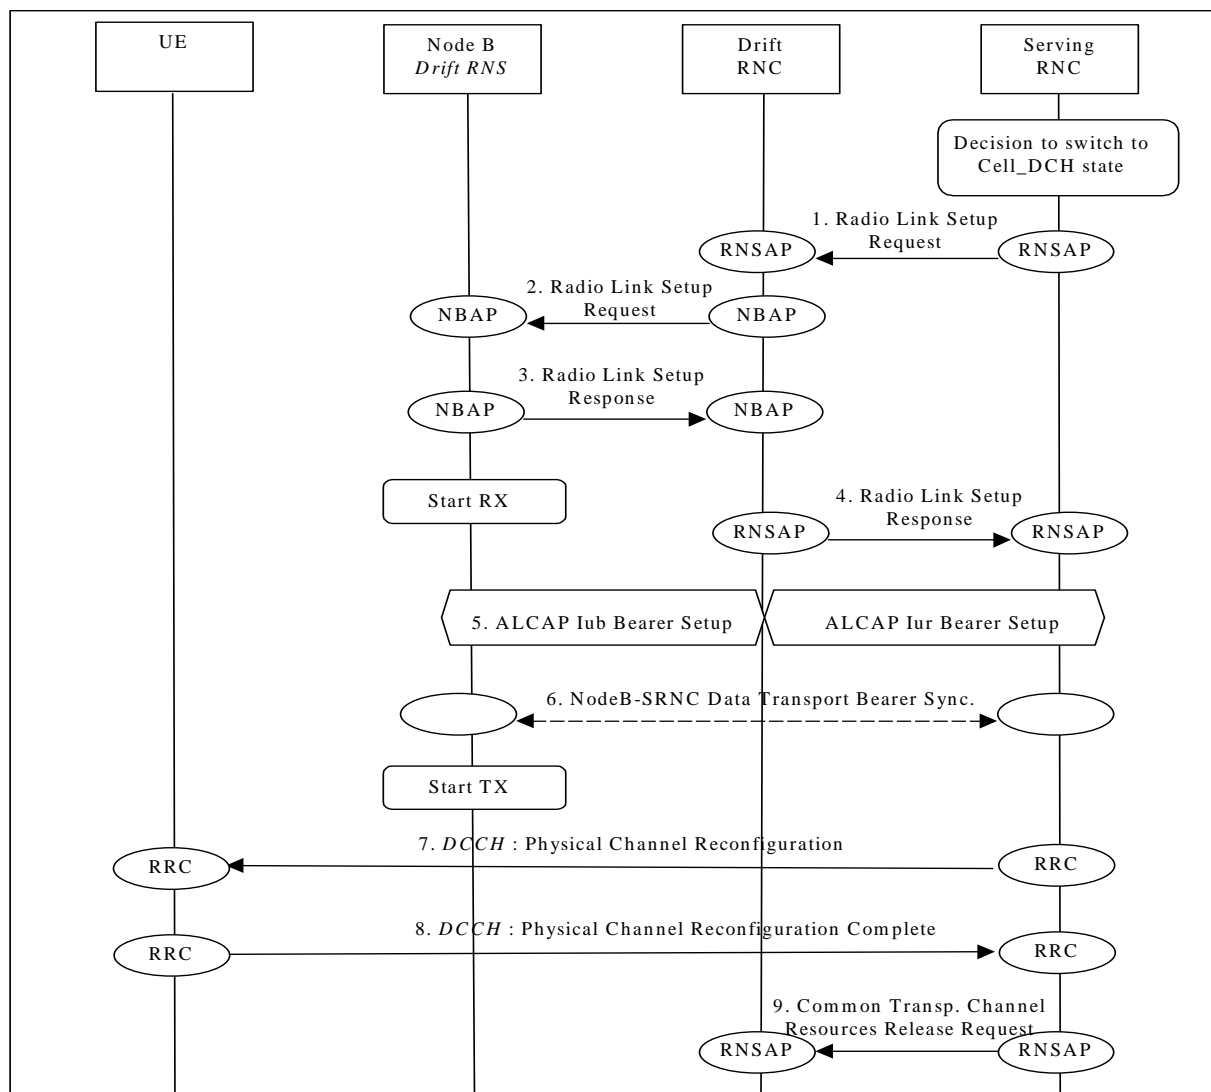 UE
Node B
Drift RNS
Drift
RNC
Serving
RNC
Decision to switch to
Cell_DCH state
1. Radio Link Setup
Request
RNSAP
RNSAP
2. Radio Link Setup
Request
NBAP
NBAP
3. Radio Link Setup
Response
NBAP
NBAP
Start RX
4. Radio Link Setup
Response
RNSAP
RNSAP
5. ALCAP Iub Bearer Setup
ALCAP Iur Bearer Setup
6. NodeB-SRNC Data Transport Bearer Sync.
Start TX
7. DCCH : Physical Channel Reconfiguration
RRC
RRC
8. DCCH : Physical Channel Reconfiguration Complete
RRC
RRC
9. Common Transp. Channel
Resources Release Request
RNSAP
RNSAP